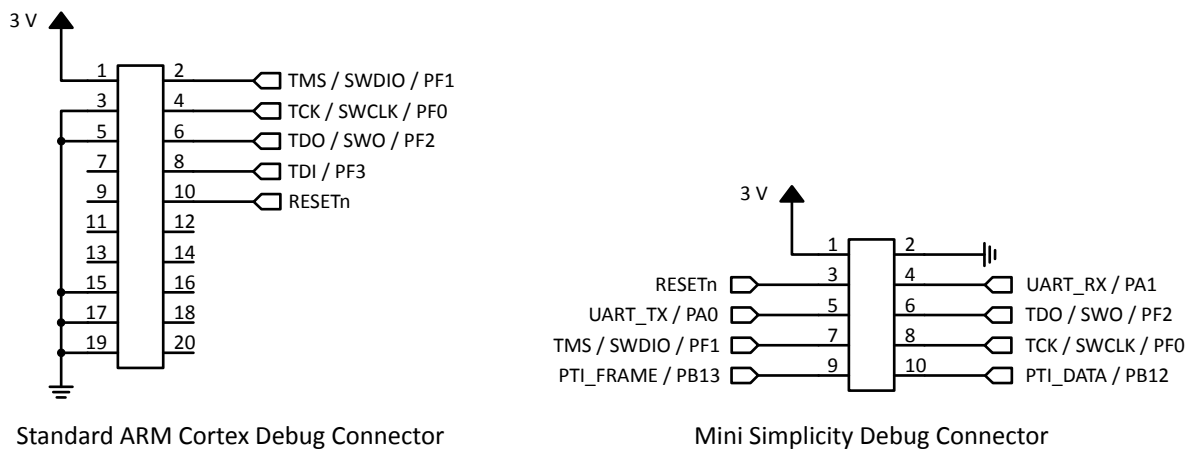 3 V
1 2 TMS / SWDIO / PF1
3 4 TCK / SWCLK / PF0
5 6 TDO / SWO / PF2
7 8 TDI / PF3
9 10 RESETn
11 12
13 14
15 16
17 18
19 20
Standard ARM Cortex Debug Connector
3 V
1 2
RESETn 3 4 UART_RX / PA1
UART_TX / PA0 5 6 TDO / SWO / PF2
TMS / SWDIO / PF1 7 8 TCK / SWCLK / PF0
PTI_FRAME / PB13 9 10 PTI_DATA / PB12
Mini Simplicity Debug Connector